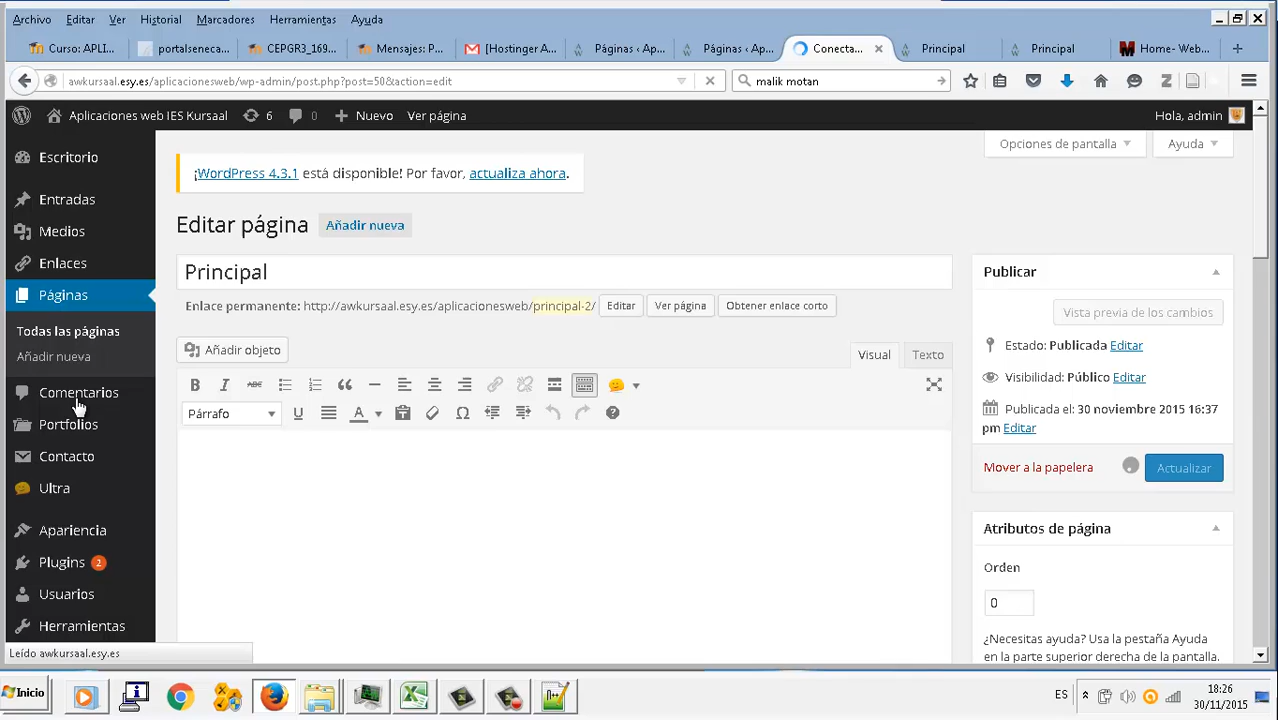 Archivo Editar Ver Historial Marcadores Herramientas Ayuda
Curso: APLI... portalseneca... CEPGR3_169... Mensajes: P... [Hostinger A... Páginas ‹ Ap... Página ‹ Ap... Conecta... Principal Principal Home- Web...
awkursaal.esy.es/aplicacionesweb/wp-admin/post.php?post=50&action=edit malik motan
Aplicaciones web IES Kursaal 6 0 Nuevo Ver página Hola, admin
Escritorio
Entradas
Medios
Enlaces
Páginas
Todas las páginas
Añadir nueva
Comentarios
Portfolios
Contacto
Ultra
Apariencia
Plugins 2
Usuarios
Herramientas
Leído awkursaal.esy.es
Opciones de pantalla Ayuda
¡WordPress 4.3.1 está disponible! Por favor, actualiza ahora.
Editar página Añadir nueva
Principal
Enlace permanente: http://awkursaal.esy.es/aplicacionesweb/principal-2/ Editar Ver página Obtener enlace corto
Añadir objeto Visual Texto
B I ABC
Párrafo U A
Publicar
Vista previa de los cambios
Estado: Publicada Editar
Visibilidad: Público Editar
Publicada el: 30 noviembre 2015 16:37
pm Editar
Mover a la papelera Actualizar
Atributos de página
Orden
0
¿Necesitas ayuda? Usa la pestaña Ayuda
en la parte superior derecha de la pantalla.
Inicio ES 18:26
30/11/2015